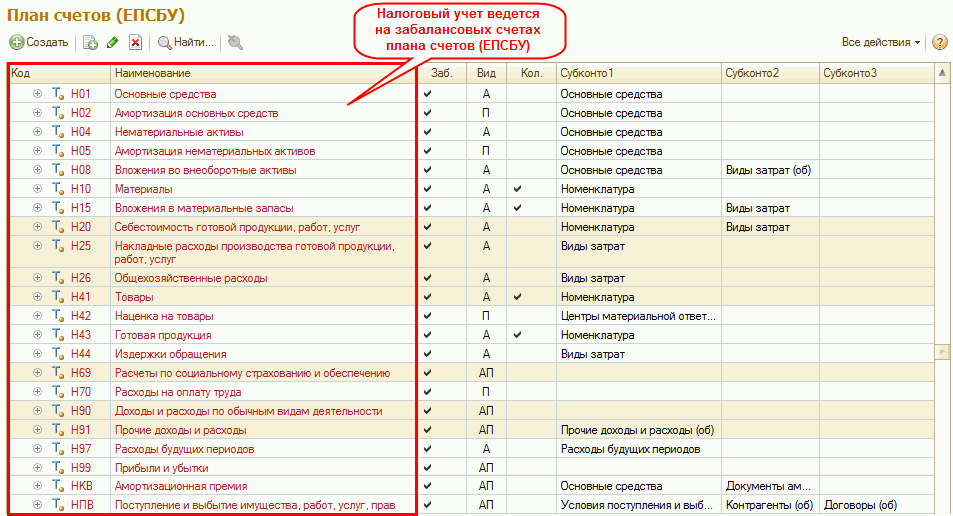 План счетов (ЕПСБУ)
Налоговый учет ведется
на забалансовых счетах
плана счетов (ЕПСБУ)
Создать Найти... Все действия ?
Код Наименование Заб. Вид Кол. Субконто1 Субконто2 Субконто3
Н01 Основные средства ✓ А Основные средства
Н02 Амортизация основных средств ✓ П Основные средства
Н04 Нематериальные активы ✓ А Основные средства
Н05 Амортизация нематериальных активов ✓ П Основные средства
Н08 Вложения во внеоборотные активы ✓ А Основные средства Виды затрат (об)
Н10 Материалы ✓ А ✓ Номенклатура
Н15 Вложения в материальные запасы ✓ А ✓ Номенклатура Виды затрат
Н20 Себестоимость готовой продукции, работ, услуг ✓ А Номенклатура Виды затрат
Н25 Накладные расходы производства готовой продукции, ✓ А Виды затрат
работ, услуг
Н26 Общехозяйственные расходы ✓ А Виды затрат
Н41 Товары ✓ А ✓ Номенклатура
Н42 Наценка на товары ✓ П Центры материальной ответ...
Н43 Готовая продукция ✓ А ✓ Номенклатура
Н44 Издержки обращения ✓ А Виды затрат
Н69 Расчеты по социальному страхованию и обеспечению ✓ АП
Н70 Расходы на оплату труда ✓ П
Н90 Доходы и расходы по обычным видам деятельности ✓ АП
Н91 Прочие доходы и расходы ✓ АП Прочие доходы и расходы (об)
Н97 Расходы будущих периодов ✓ А Расходы будущих периодов
Н99 Прибыли и убытки ✓ АП
НКВ Амортизационная премия ✓ АП Основные средства Документы ам...
НПВ Поступление и выбытие имущества, работ, услуг, прав ✓ АП Условия поступления и выб... Контрагенты (об) Договоры (об)